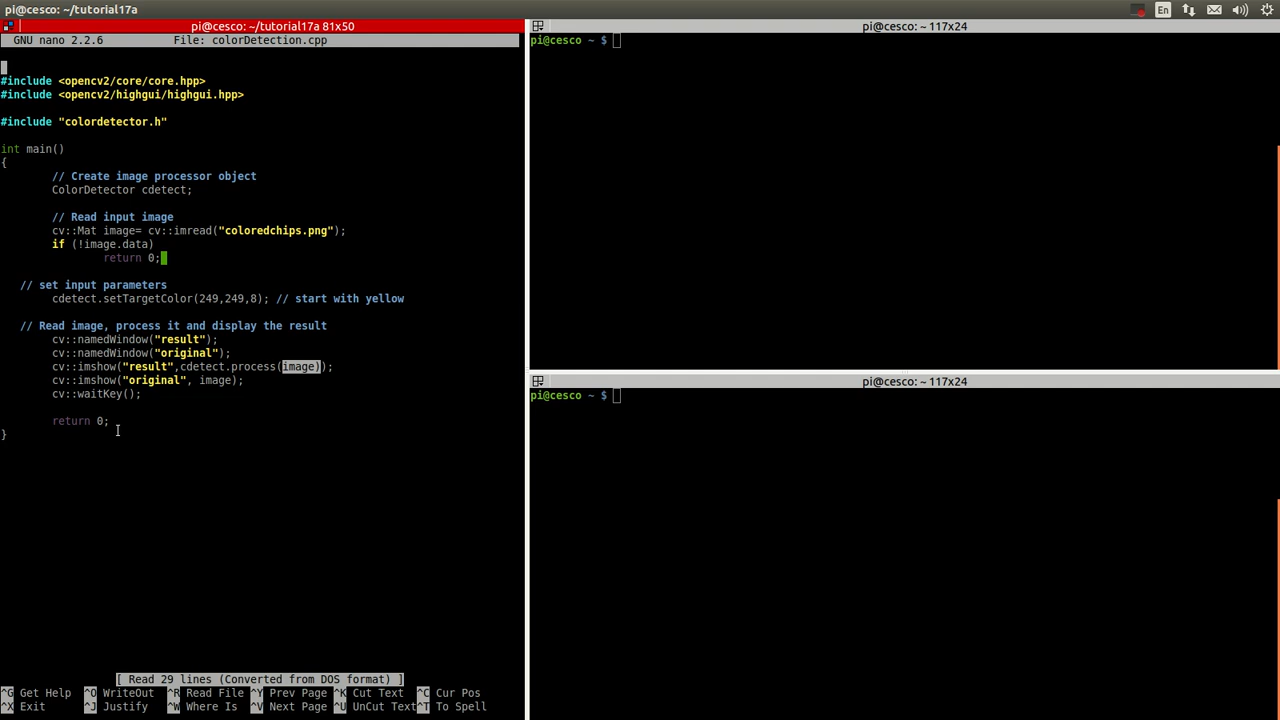 pi@cesco: ~/tutorial17a
En
pi@cesco: ~/tutorial17a 81x50
GNU nano 2.2.6 File: colorDetection.cpp
#include <opencv2/core/core.hpp>
#include <opencv2/highgui/highgui.hpp>
#include "colordetector.h"
int main()
{
// Create image processor object
ColorDetector cdetect;
// Read input image
cv::Mat image= cv::imread("coloredchips.png");
if (!image.data)
return 0;
// set input parameters
cdetect.setTargetColor(249,249,8); // start with yellow
// Read image, process it and display the result
cv::namedWindow("result");
cv::namedWindow("original");
cv::imshow("result",cdetect.process(image));
cv::imshow("original", image);
cv::waitKey();
return 0;
}
[ Read 29 lines (Converted from DOS format) ]
^G Get Help ^O WriteOut ^R Read File ^Y Prev Page ^K Cut Text ^C Cur Pos
^X Exit ^J Justify ^W Where Is ^V Next Page ^U UnCut Text^T To Spell
pi@cesco: ~ 117x24
pi@cesco ~ $
pi@cesco: ~ 117x24
pi@cesco ~ $